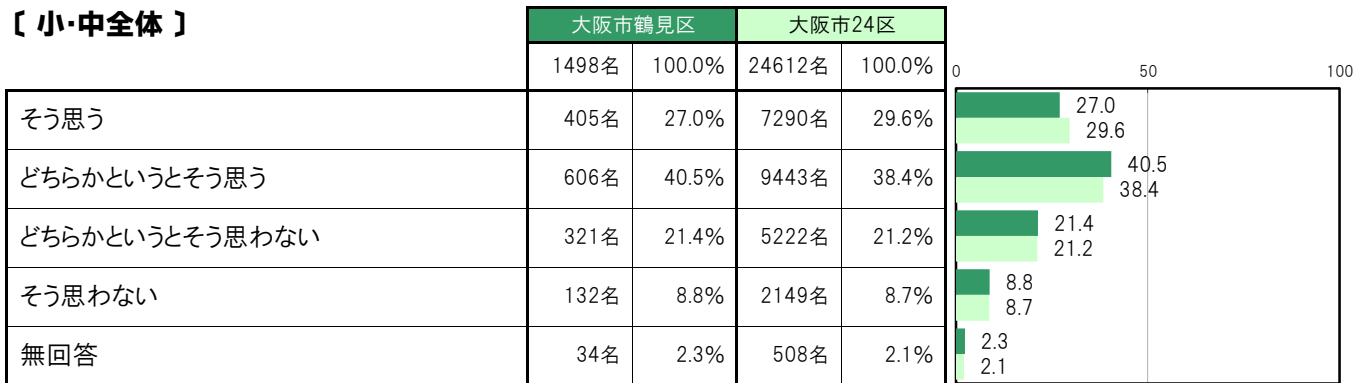 〔 小・中全体 〕
大阪市鶴見区 大阪市24区
1498名 100.0% 24612名 100.0%
0 50 100
そう思う 405名 27.0% 7290名 29.6%
27.0
29.6
どちらかというとそう思う 606名 40.5% 9443名 38.4%
40.5
38.4
どちらかというとそう思わない 321名 21.4% 5222名 21.2%
21.4
21.2
そう思わない 132名 8.8% 2149名 8.7%
8.8
8.7
無回答 34名 2.3% 508名 2.1%
2.3
2.1